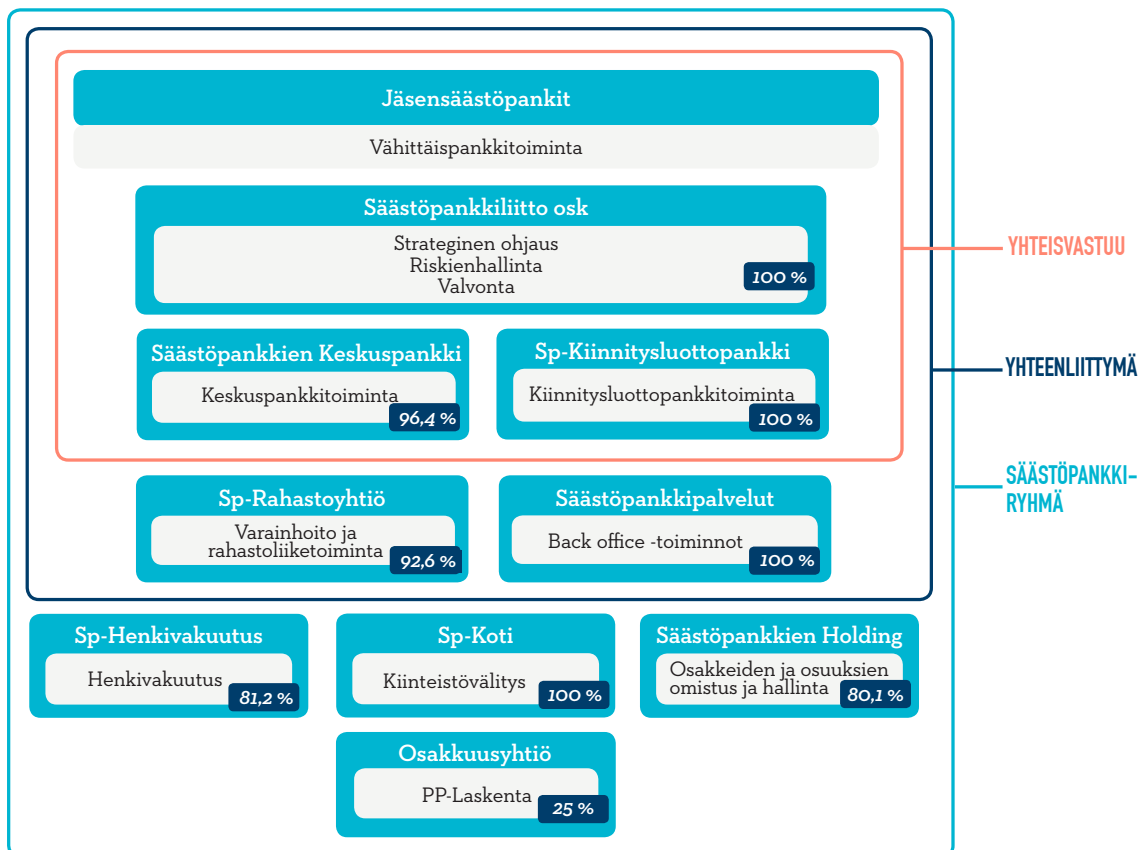 Jäsensäästöpankit
Vähittäispankkitoiminta
Säästöpankkiliitto osk
Strateginen ohjaus
Riskienhallinta
Valvonta
100 %
YHTEISVASTUU
Säästöpankkien Keskuspankki
Keskuspankkitoiminta
96,4 %
Sp-Kiinnitysluottopankki
Kiinnitysluottopankkitoiminta
100 %
YHTEENLIITTYMÄ
Sp-Rahastoyhtiö
Varainhoito ja
rahastoliiketoiminta
92,6 %
Säästöpankkipalvelut
Back office -toiminnot
100 %
SÄÄSTÖPANKKI-
RYHMÄ
Sp-Henkivakuutus
Henkivakuutus
81,2 %
Sp-Koti
Kiinteistövälitys
100 %
Säästöpankkien Holding
Osakkeiden ja osuuksien
omistus ja hallinta
80,1 %
Osakkuusyhtiö
PP-Laskenta
25 %